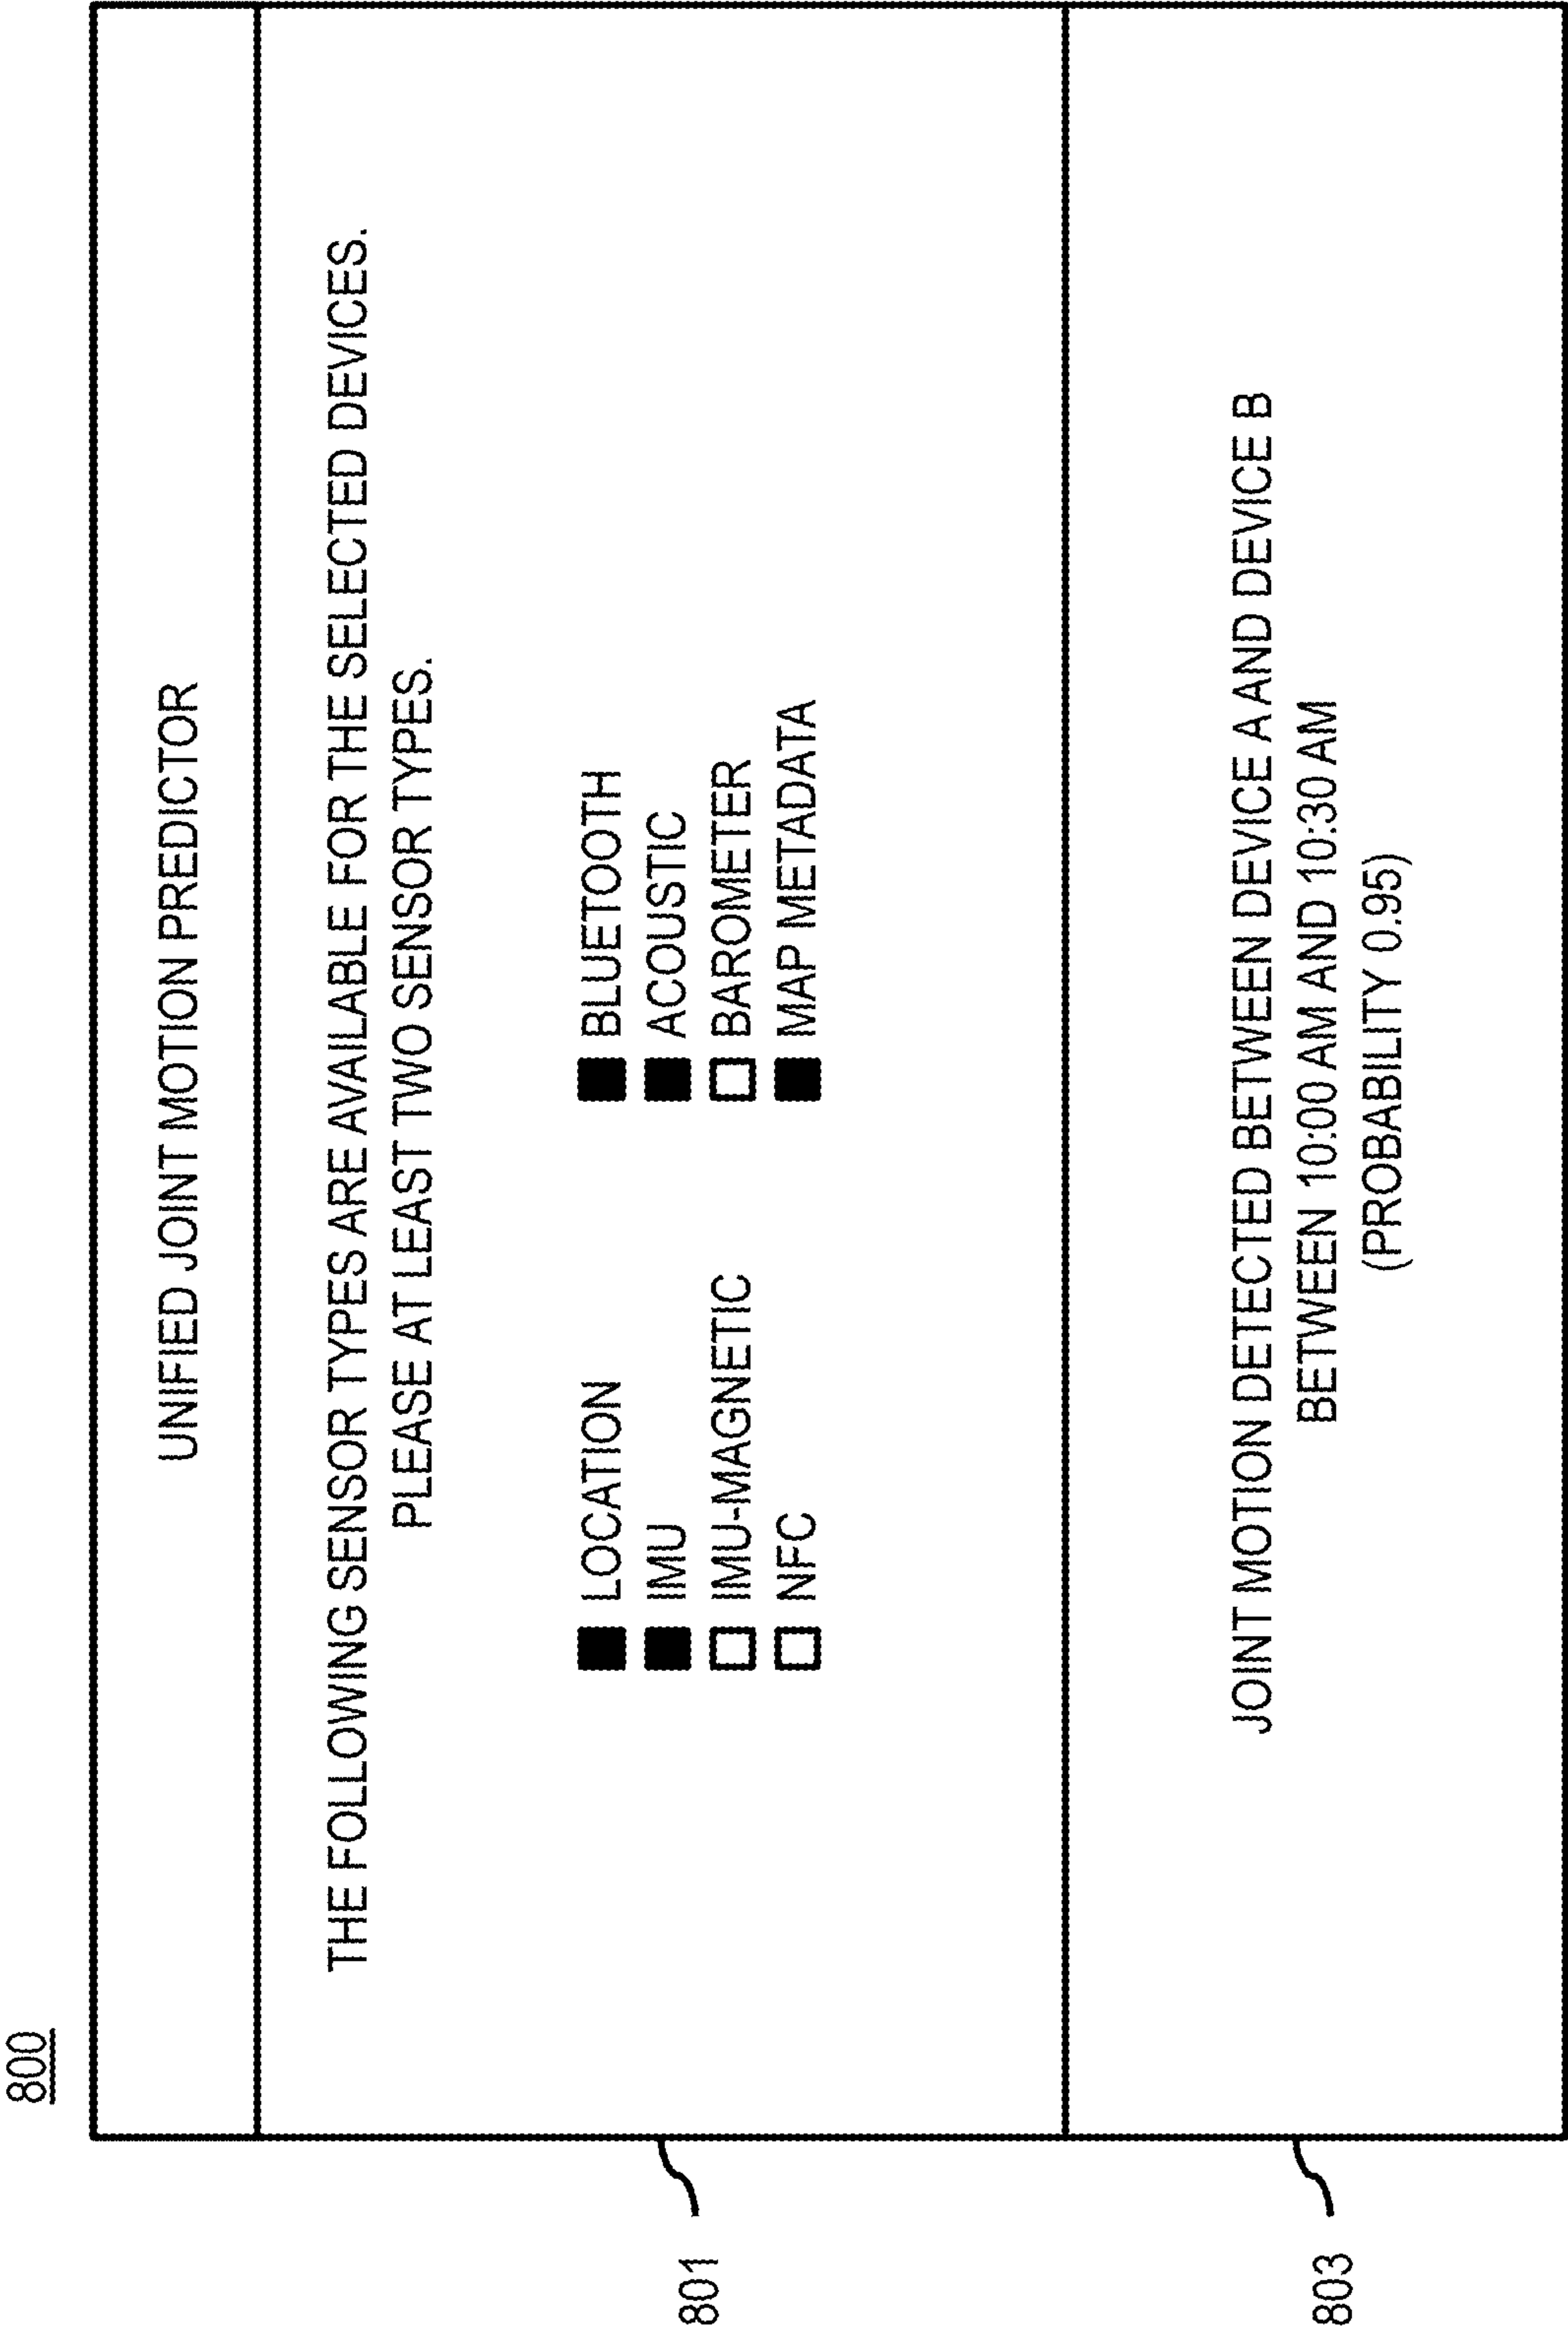 800
UNIFIED JOINT MOTION PREDICTOR
THE FOLLOWING SENSOR TYPES ARE AVAILABLE FOR THE SELECTED DEVICES.
PLEASE AT LEAST TWO SENSOR TYPES.
LOCATION
IMU
IMU-MAGNETIC
NFC
BLUETOOTH
ACOUSTIC
BAROMETER
MAP METADATA
801
JOINT MOTION DETECTED BETWEEN DEVICE A AND DEVICE B
BETWEEN 10:00 AM AND 10:30 AM
(PROBABILITY 0.95)
803